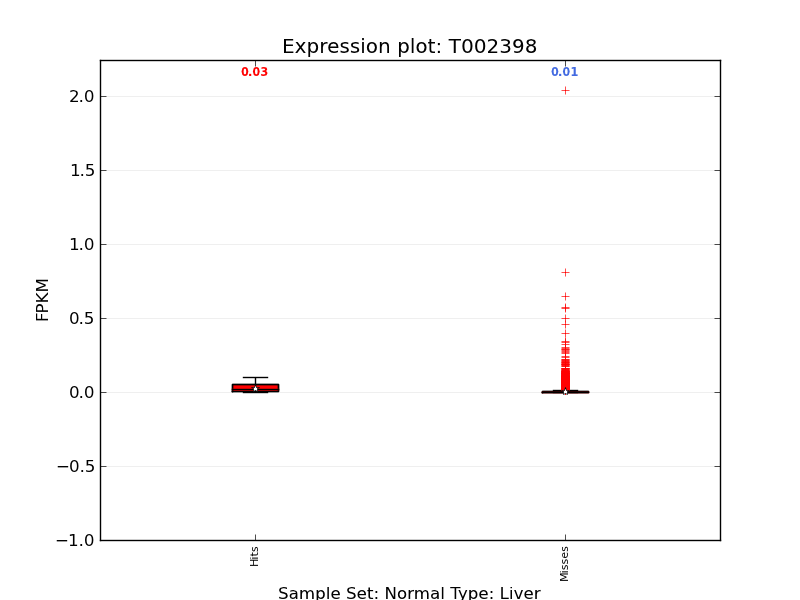 Expression plot: T002398
0.03
0.01
2.0
1.5
1.0
0.5
0.0
−0.5
−1.0
FPKM
Hits
Misses
Sample Set: Normal Type: Liver